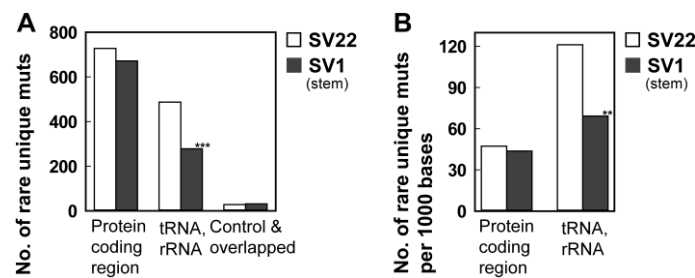 A
No. of rare unique muts
800
600
400
200
0
***
Protein
coding
region
tRNA,
rRNA
Control &
overlapped
SV22
SV1
(stem)
B
No. of rare unique muts
per 1000 bases
120
90
60
30
0
**
Protein
coding
region
tRNA,
rRNA
SV22
SV1
(stem)